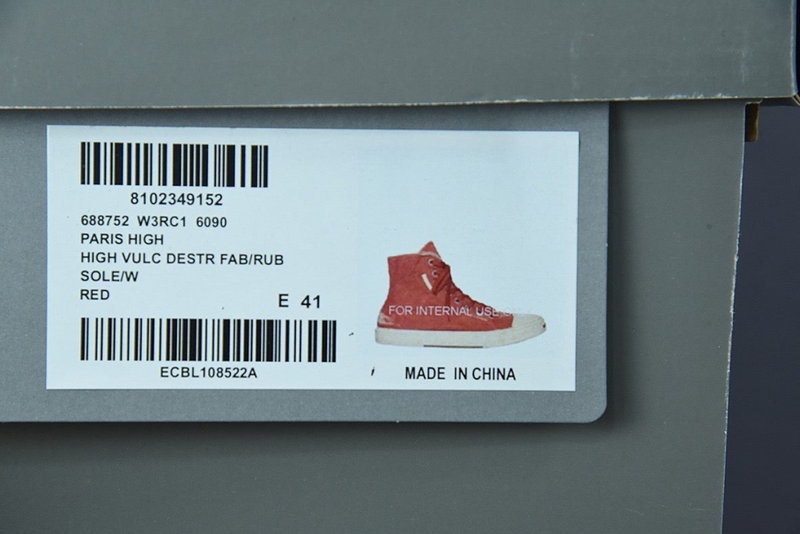 8102349152
688752 W3RC1 6090
PARIS HIGH
HIGH VULC DESTR FAB/RUB
SOLE/W
RED
E 41
ECBL108522A
FOR INTERNAL USE
MADE IN CHINA